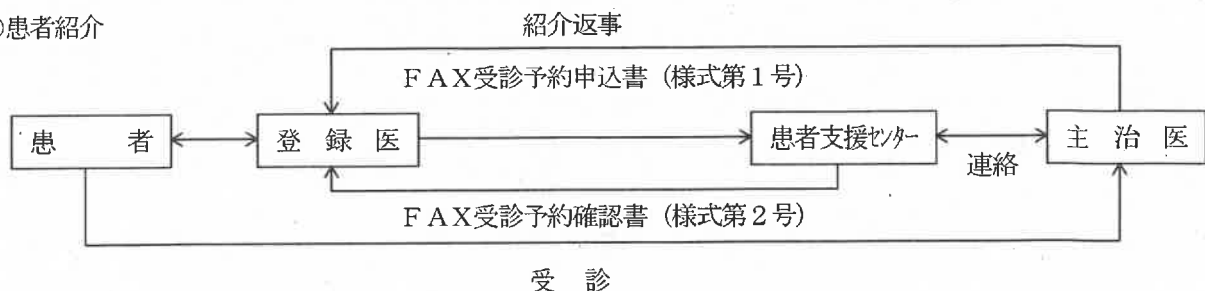 患者紹介
紹介返事
ＦＡＸ受診予約申込書（様式第１号）
患　　者
登　録　医
患者支援ｾﾝﾀｰ
主　治　医
連絡
ＦＡＸ受診予約確認書（様式第２号）
受　診